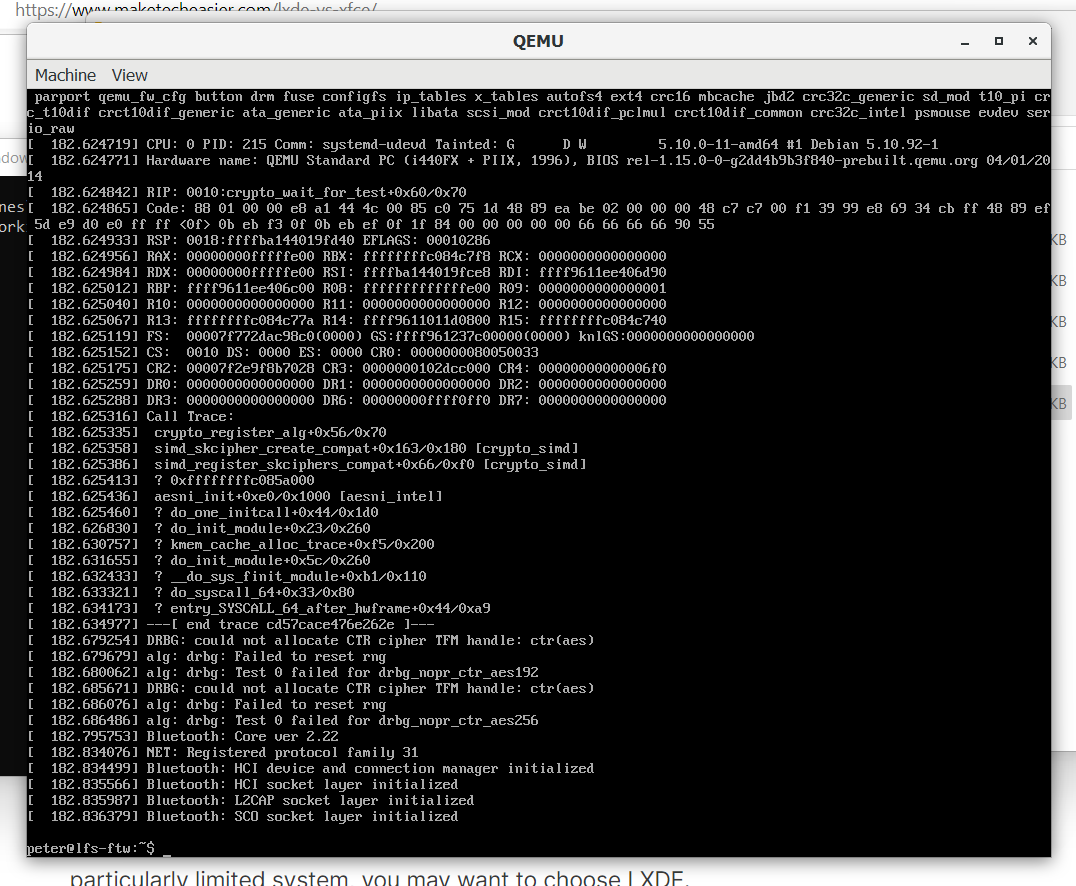 https://www.maketecheasier.com/lxde-vs-xfce/
QEMU
Machine View
parport qemu_fw_cfg button drm fuse configfs ip_tables x_tables autofs4 ext4 crc16 mbcache jbd2 crc32c_generic sd_mod t10_pi cr
c_t10dif crct10dif_generic ata_generic ata_piix libata scsi_mod crct10dif_pclmul crct10dif_common crc32c_intel psmouse evdev ser
io_raw
[  182.624719] CPU: 0 PID: 215 Comm: systemd-udevd Tainted: G      D W         5.10.0-11-amd64 #1 Debian 5.10.92-1
[  182.624771] Hardware name: QEMU Standard PC (i440FX + PIIX, 1996), BIOS rel-1.15.0-0-g2dd4b9b3f840-prebuilt.qemu.org 04/01/20
14
[  182.624842] RIP: 0010:crypto_wait_for_test+0x60/0x70
[  182.624865] Code: 88 01 00 00 e8 a1 44 4c 00 85 c0 75 1d 48 89 ea be 02 00 00 00 48 c7 c7 00 f1 39 99 e8 69 34 cb ff 48 89 ef
5d e9 d0 e0 ff ff <0f> 0b eb f3 0f 0b eb ef 0f 1f 84 00 00 00 00 00 66 66 66 66 90 55
[  182.624933] RSP: 0018:ffffba144019fd40 EFLAGS: 00010286
[  182.624956] RAX: 00000000fffffe00 RBX: ffffffffc084c7f8 RCX: 0000000000000000
[  182.624984] RDX: 00000000fffffe00 RSI: ffffba144019fce8 RDI: ffff9611ee406d90
[  182.625012] RBP: ffff9611ee406c00 R08: fffffffffffffe00 R09: 0000000000000001
[  182.625040] R10: 0000000000000000 R11: 0000000000000000 R12: 0000000000000000
[  182.625067] R13: ffffffffc084c77a R14: ffff9611011d0800 R15: ffffffffc084c740
[  182.625119] FS:  00007f772dac98c0(0000) GS:ffff961237c00000(0000) knlGS:0000000000000000
[  182.625152] CS:  0010 DS: 0000 ES: 0000 CR0: 0000000080050033
[  182.625175] CR2: 00007f2e9f8b7028 CR3: 0000000102dcc000 CR4: 00000000000006f0
[  182.625259] DR0: 0000000000000000 DR1: 0000000000000000 DR2: 0000000000000000
[  182.625288] DR3: 0000000000000000 DR6: 00000000ffff0ff0 DR7: 0000000000000000
[  182.625316] Call Trace:
[  182.625335]  crypto_register_alg+0x56/0x70
[  182.625358]  simd_skcipher_create_compat+0x163/0x180 [crypto_simd]
[  182.625386]  simd_register_skciphers_compat+0x66/0xf0 [crypto_simd]
[  182.625413]  ? 0xffffffffc085a000
[  182.625436]  aesni_init+0xe0/0x1000 [aesni_intel]
[  182.625460]  ? do_one_initcall+0x44/0x1d0
[  182.626830]  ? do_init_module+0x23/0x260
[  182.630757]  ? kmem_cache_alloc_trace+0xf5/0x200
[  182.631655]  ? do_init_module+0x5c/0x260
[  182.632433]  ? __do_sys_finit_module+0xb1/0x110
[  182.633321]  ? do_syscall_64+0x33/0x80
[  182.634173]  ? entry_SYSCALL_64_after_hwframe+0x44/0xa9
[  182.634977] ---[ end trace cd57cace476e262e ]---
[  182.679254] DRBG: could not allocate CTR cipher TFM handle: ctr(aes)
[  182.679679] alg: drbg: Failed to reset rng
[  182.680062] alg: drbg: Test 0 failed for drbg_nopr_ctr_aes192
[  182.685671] DRBG: could not allocate CTR cipher TFM handle: ctr(aes)
[  182.686076] alg: drbg: Failed to reset rng
[  182.686486] alg: drbg: Test 0 failed for drbg_nopr_ctr_aes256
[  182.795753] Bluetooth: Core ver 2.22
[  182.834076] NET: Registered protocol family 31
[  182.834499] Bluetooth: HCI device and connection manager initialized
[  182.835566] Bluetooth: HCI socket layer initialized
[  182.835987] Bluetooth: L2CAP socket layer initialized
[  182.836379] Bluetooth: SCO socket layer initialized
peter@lfs-ftw:~$ _
KB
KB
KB
KB
KB
particularly limited system, you may want to choose LXDE.